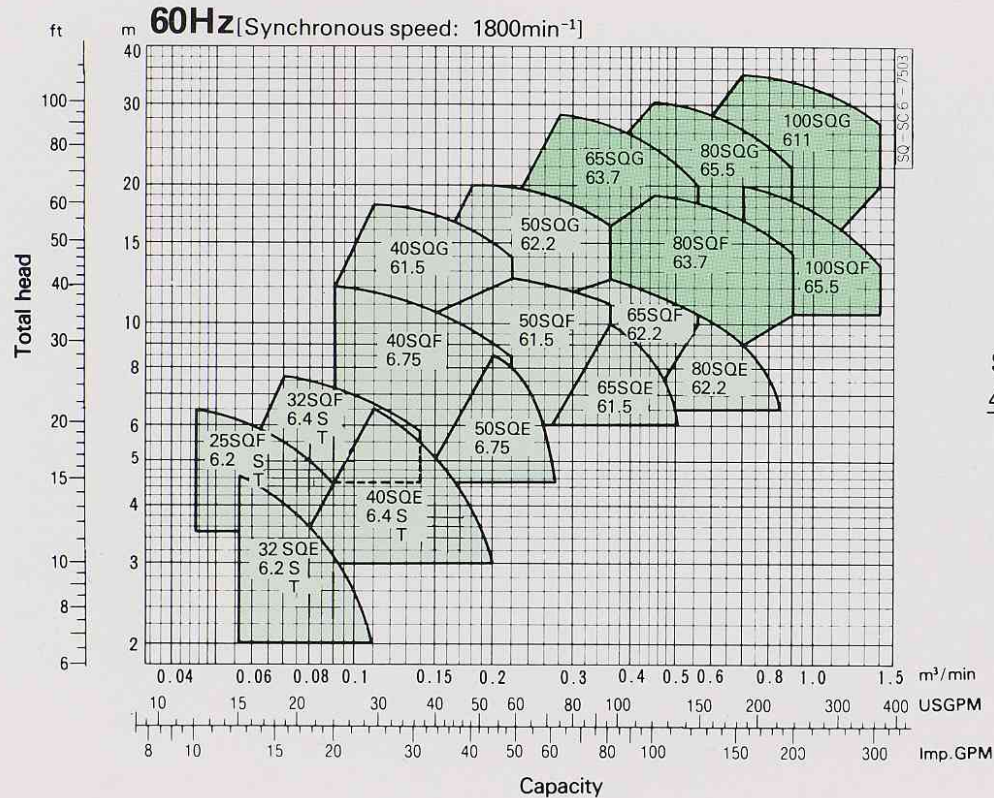 ft
m
60Hz [Synchronous speed: 1800min⁻¹]
40
30
20
15
10
8
6
5
4
3
2
100
80
60
50
40
30
20
15
10
8
6
Total head
SQ - SC 6 - 7503
100SQG
611
80SQG
65.5
65SQG
63.7
50SQG
62.2
40SQG
61.5
80SQF
63.7
100SQF
65.5
65SQF
62.2
50SQF
61.5
40SQF
6.75
80SQE
62.2
65SQE
61.5
50SQE
6.75
32SQF
6.4 S
T
25SQF
6.2 S
T
40SQE
6.4 S
T
32 SQE
6.2 S
T
0.04 0.06 0.08 0.1 0.15 0.2 0.3 0.4 0.5 0.6 0.8 1.0 1.5 m³/min
10 20 30 40 50 60 80 100 150 200 300 400 USGPM
8 10 20 30 40 50 60 80 100 150 200 300 Imp.GPM
Capacity
4